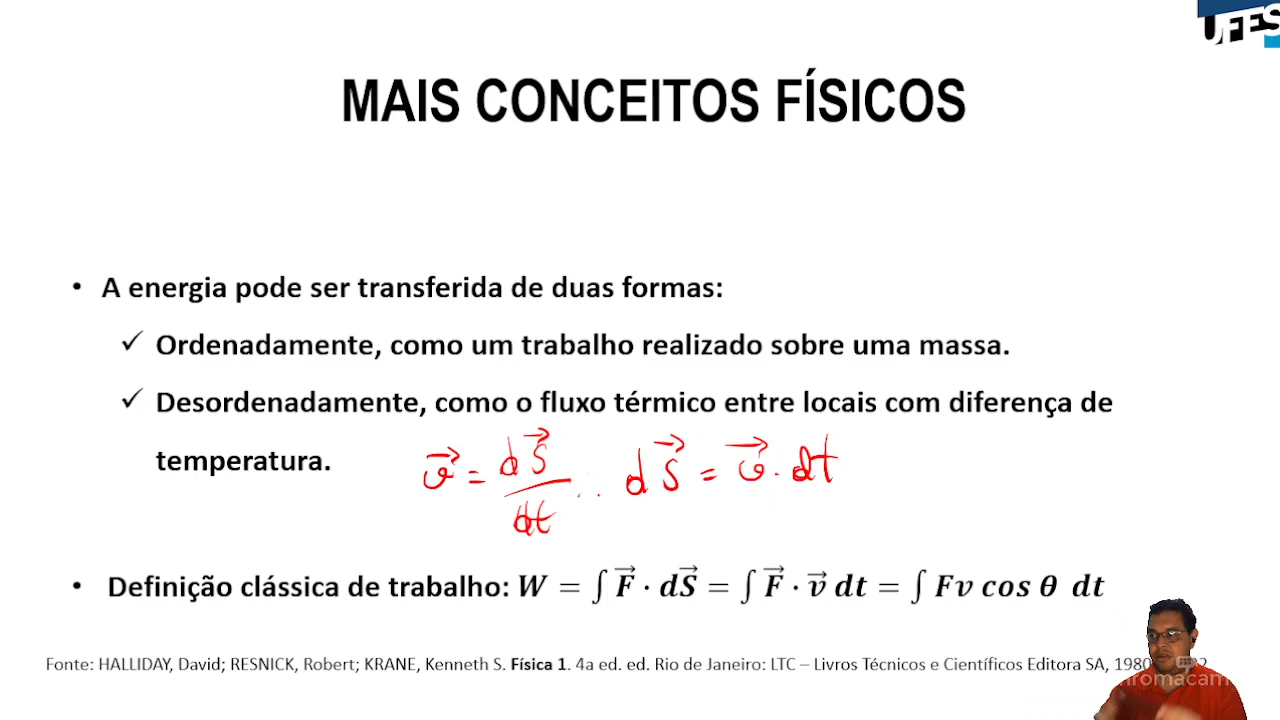 UFES
MAIS CONCEITOS FÍSICOS
• A energia pode ser transferida de duas formas:
✓ Ordenadamente, como um trabalho realizado sobre uma massa.
✓ Desordenadamente, como o fluxo térmico entre locais com diferença de
temperatura.
v⃗ = dS⃗/dt ∴ dS⃗ = v⃗ · dt
• Definição clássica de trabalho: W = ∫ F⃗ · dS⃗ = ∫ F⃗ · v⃗ dt = ∫ Fv cos θ dt
Fonte: HALLIDAY, David; RESNICK, Robert; KRANE, Kenneth S. Física 1. 4a ed. ed. Rio de Janeiro: LTC – Livros Técnicos e Científicos Editora SA, 1980